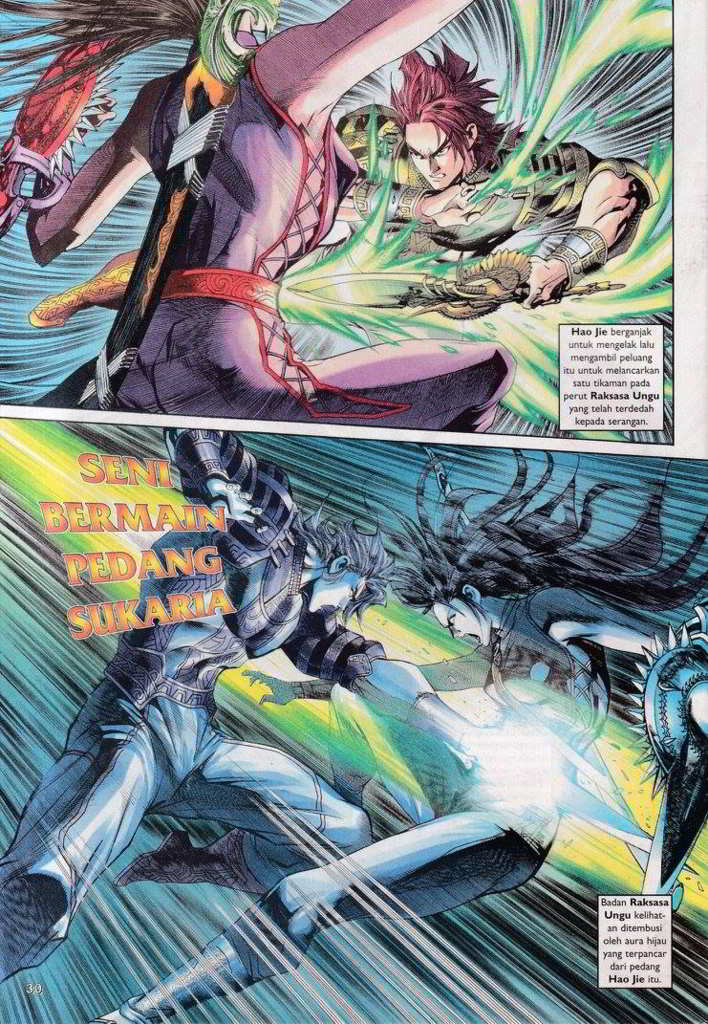 Hao Jie berganjak
untuk mengelak lalu
mengambil peluang
itu untuk melancarkan
satu tikaman pada
perut Raksasa Ungu
yang telah terdedah
kepada serangan.
SENI
BERMAIN
PEDANG
SUKARIA
Badan Raksasa
Ungu kelihat-
an ditembusi
oleh aura hijau
yang terpancar
dari pedang
Hao Jie itu.
30